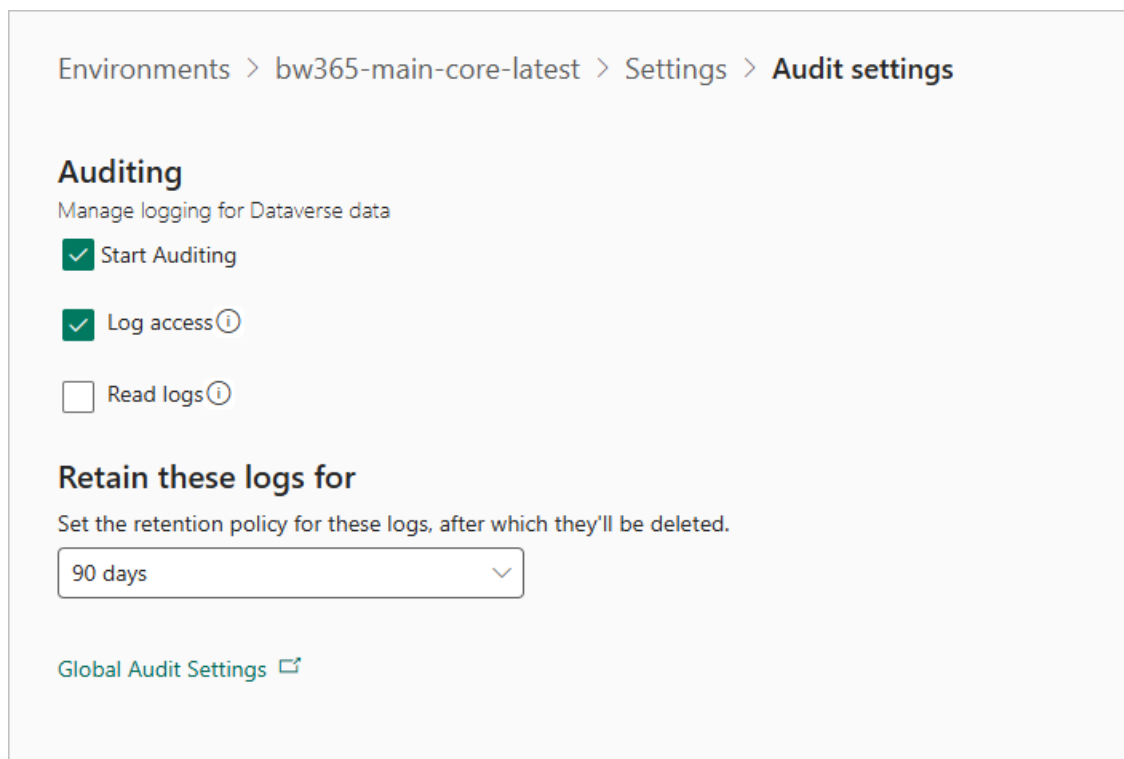 Environments > bw365-main-core-latest > Settings > Audit settings
Auditing
Manage logging for Dataverse data
Start Auditing
Log access
Read logs
Retain these logs for
Set the retention policy for these logs, after which they'll be deleted.
90 days
Global Audit Settings